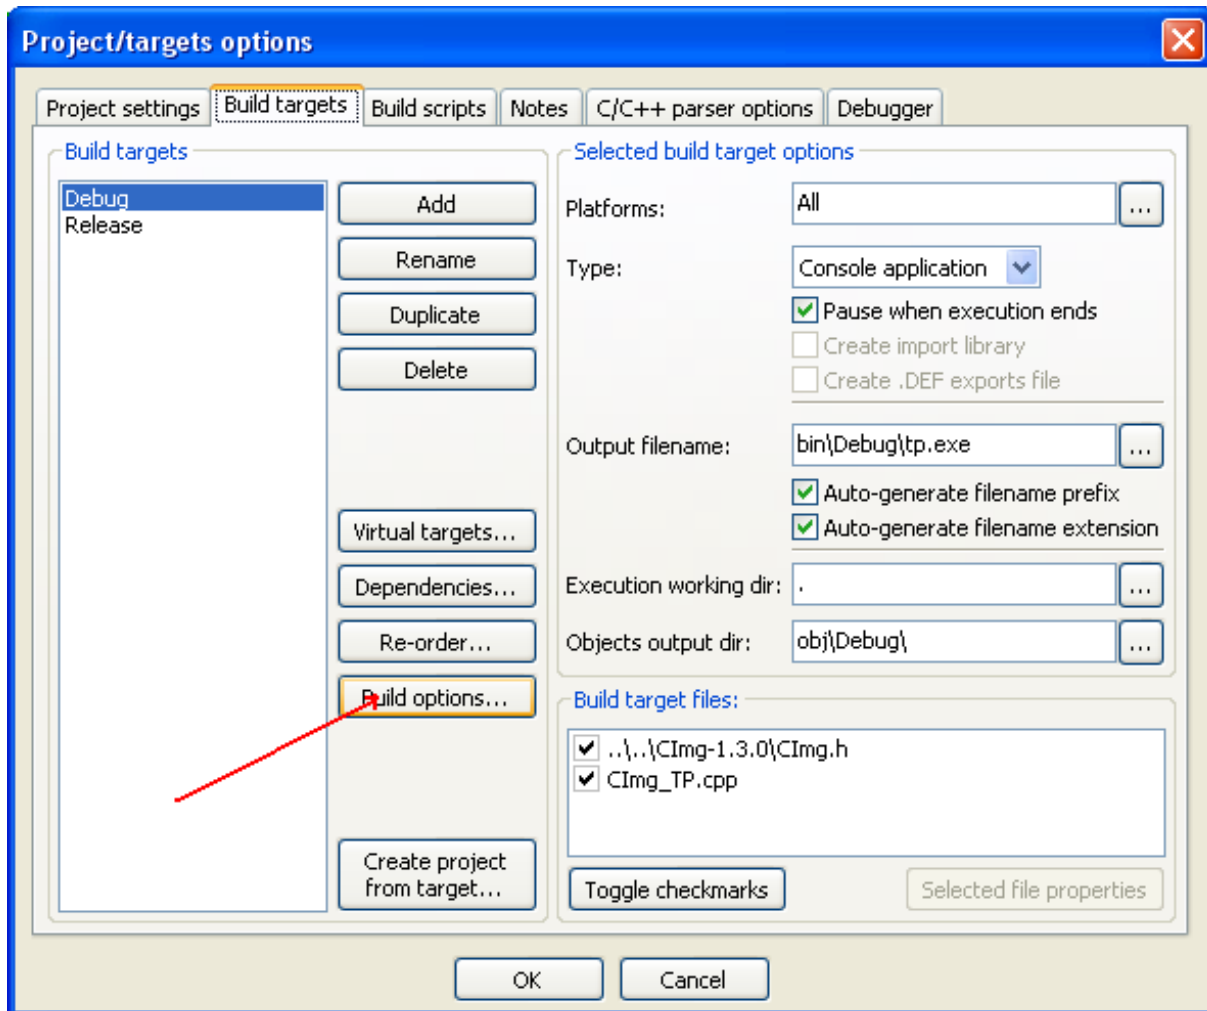 Project/targets options
Project settings
Build targets
Build scripts
Notes
C/C++ parser options
Debugger
Build targets
Debug
Release
Add
Rename
Duplicate
Delete
Virtual targets...
Dependencies...
Re-order...
Build options...
Create project
from target...
Selected build target options
Platforms:
All
...
Type:
Console application
Pause when execution ends
Create import library
Create .DEF exports file
Output filename:
bin\Debug\tp.exe
...
Auto-generate filename prefix
Auto-generate filename extension
Execution working dir:
.
...
Objects output dir:
obj\Debug\
...
Build target files:
..\..\CImg-1.3.0\CImg.h
CImg_TP.cpp
Toggle checkmarks
Selected file properties
OK
Cancel